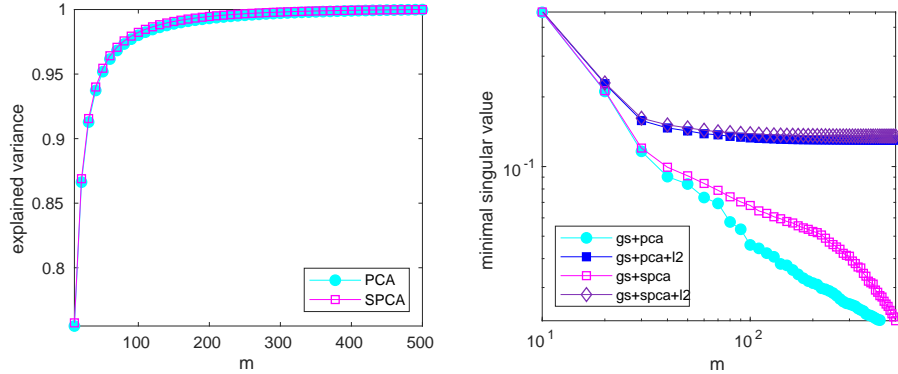 explained variance
1
0.95
0.9
0.85
0.8
100
200
300
400
500
m
PCA
SPCA
minimal singular value
10^-1
10^1
10^2
m
gs+pca
gs+pca+l2
gs+spca
gs+spca+l2